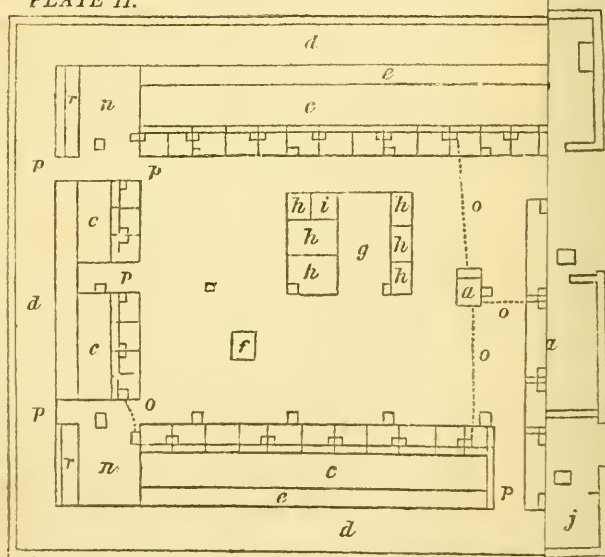 PLATE II.
d
e
r n c
p p
h i h
c o
h g h
p h h a
d o
a
c f o
p o
r n c p
e
d j